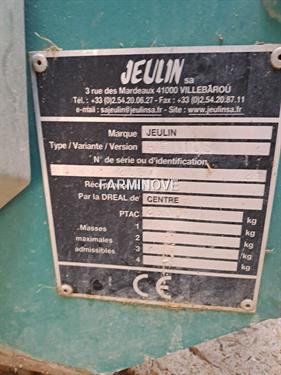 JEULIN sa
3 rue des Mardeaux 41000 VILLEBAROU
Tél. : +33 (0)2.54.20.06.27 - Fax : +33 (0)2.54.20.87.11
e-mail : sajeulin@jeulinsa.fr - Site : www.jeulinsa.fr
Marque JEULIN
Type / Variante / Version
N° de série ou d'identification
FARMINOVE
Par la DREAL de CENTRE
PTAC kg
Masses 1 kg
maximales 2 kg
admissibles 3 kg
4 kg
CE